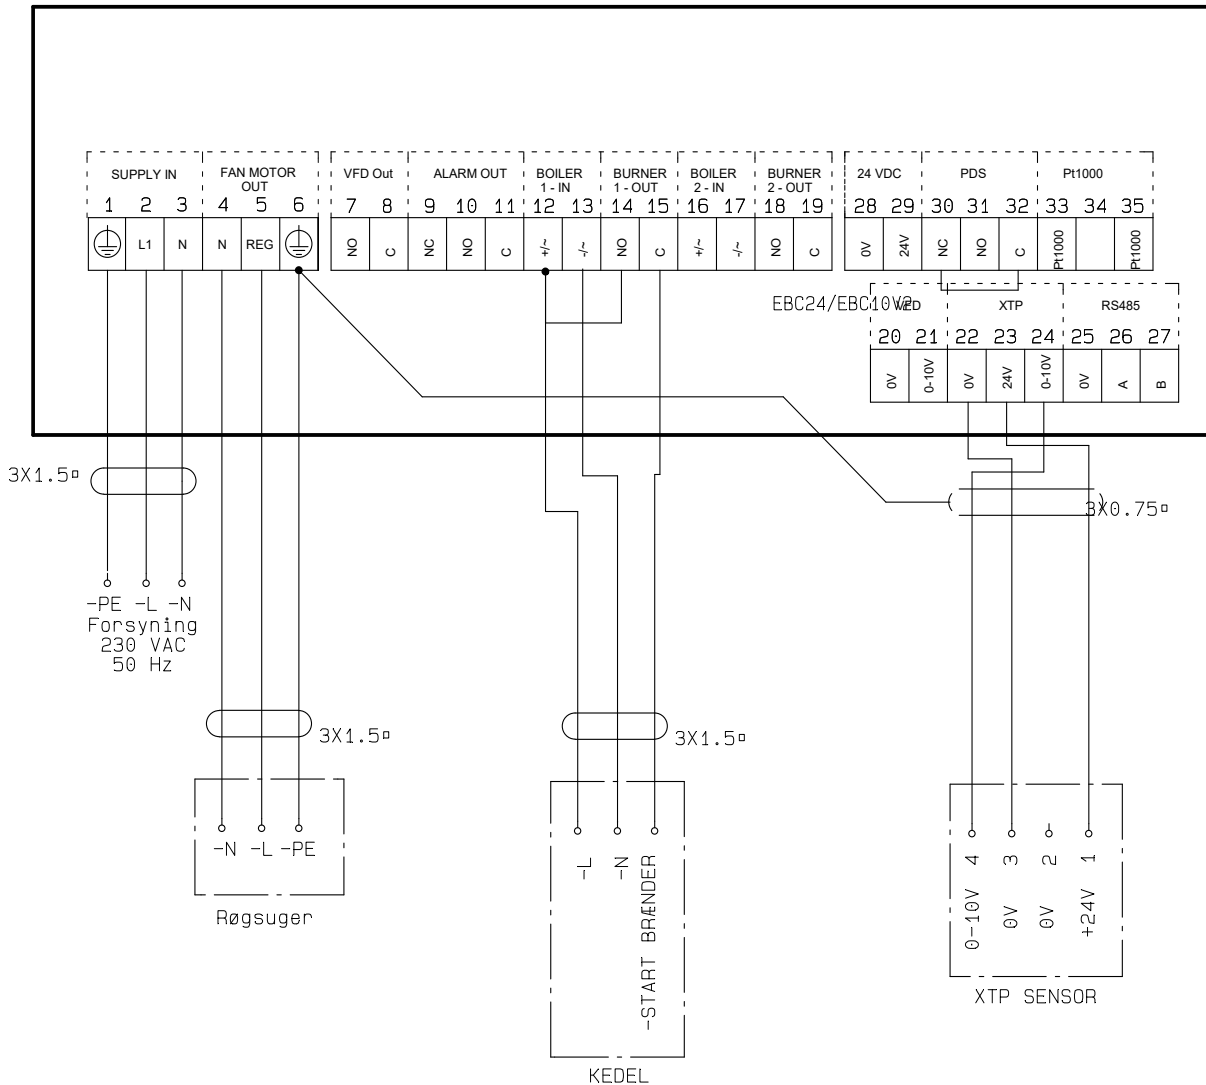 SUPPLY IN
FAN MOTOR
OUT
VFD Out
ALARM OUT
BOILER
1 - IN
BURNER
1 - OUT
BOILER
2 - IN
BURNER
2 - OUT
24 VDC
PDS
Pt1000
1 2 3 4 5 6 7 8 9 10 11 12 13 14 15 16 17 18 19 28 29 30 31 32 33 34 35
L1 N N REG NO C NC NO C +/~ -/~ NO C +/~ -/~ NO C 0V 24V NC NO C Pt1000 Pt1000
EBC24/EBC10V2
VFD
XTP
RS485
20 21 22 23 24 25 26 27
0V 0-10V 0V 24V 0-10V 0V A B
3X1.5¤
3X0.75¤
-PE -L -N
Forsyning
230 VAC
50 Hz
3X1.5¤
3X1.5¤
-N -L -PE
Røgsuger
-L
-N
-START BRÆNDER
KEDEL
4 3 2 1
0-10V 0V 0V +24V
XTP SENSOR